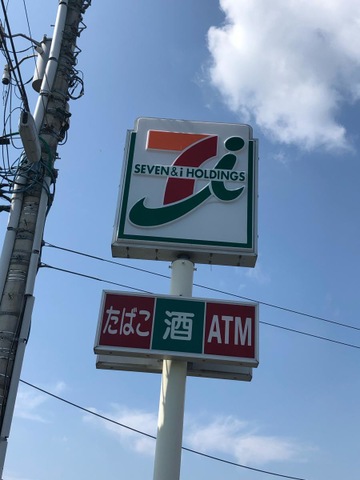 SEVEN & i HOLDINGS
たばこ 酒 ATM